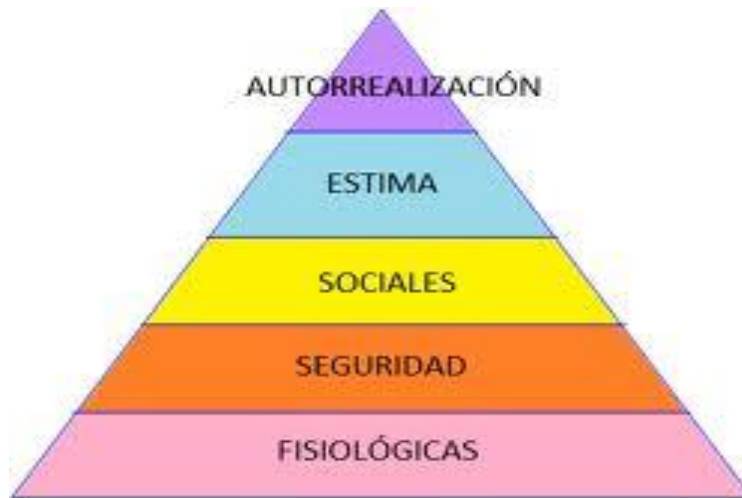 AUTORREALIZACIÓN
ESTIMA
SOCIALES
SEGURIDAD
FISIOLÓGICAS